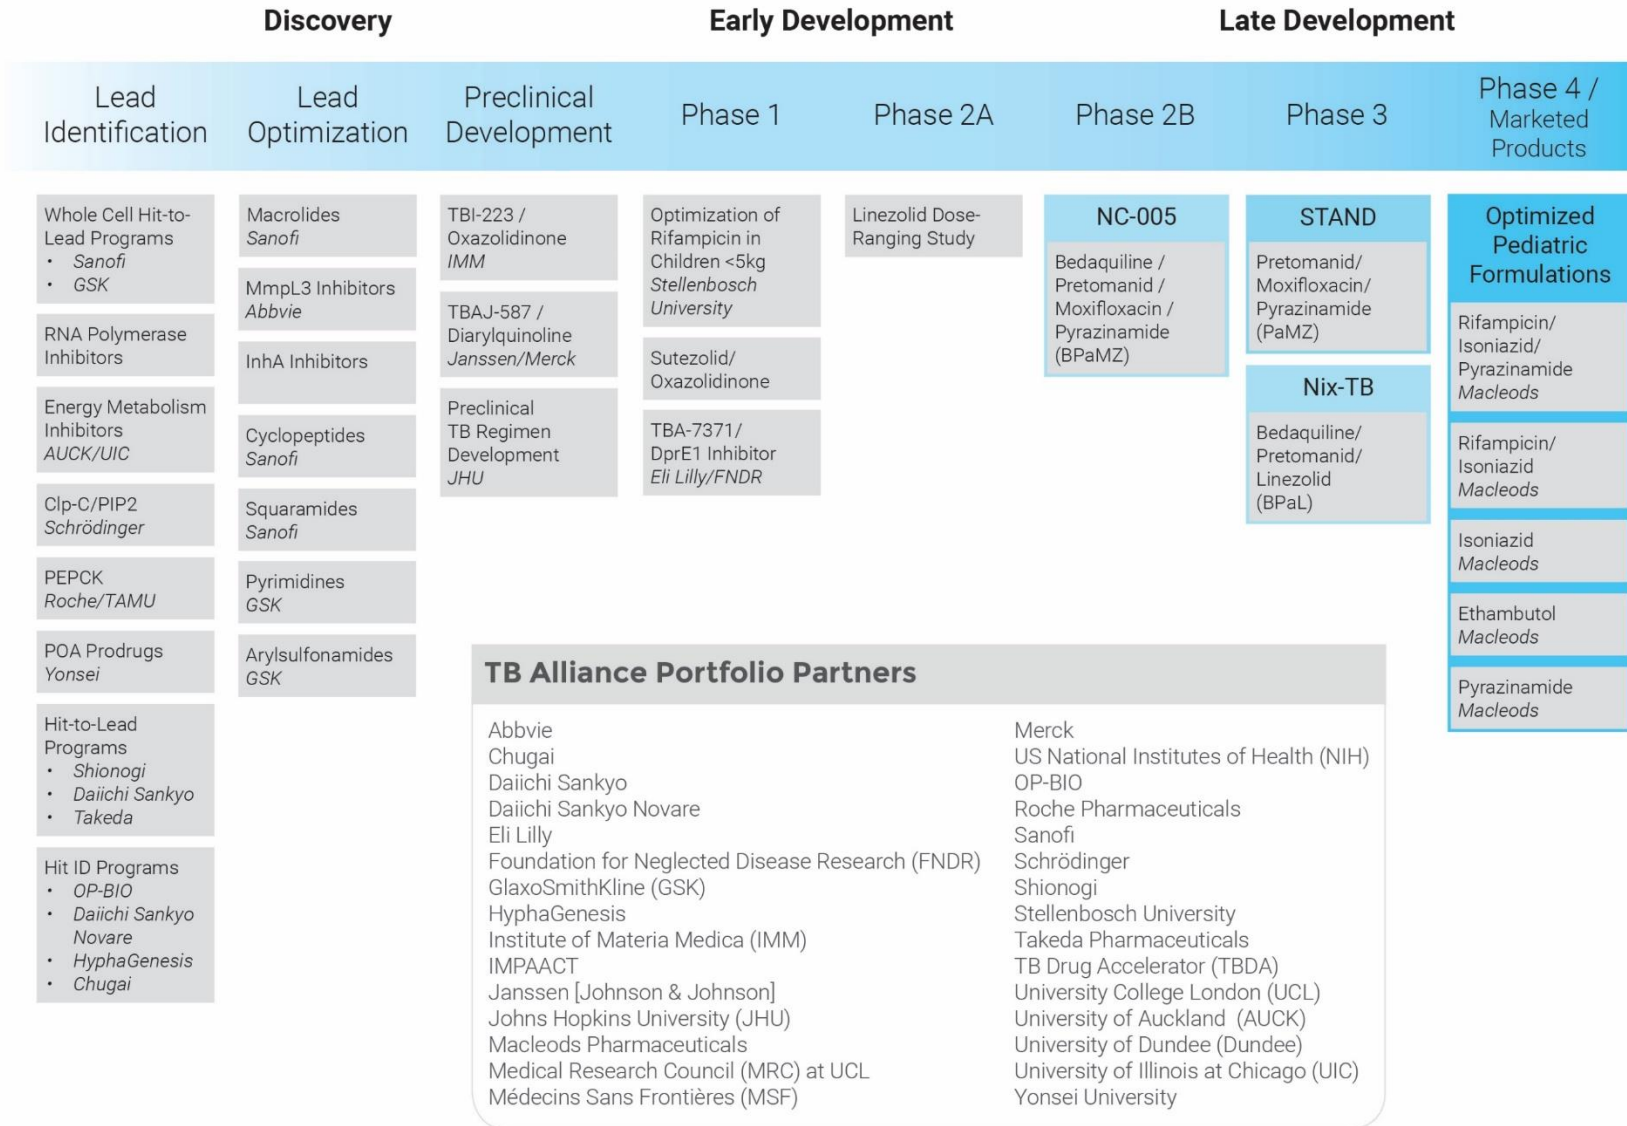 Discovery
Early Development
Late Development
Lead
Identification
Lead
Optimization
Preclinical
Development
Phase 1
Phase 2A
Phase 2B
Phase 3
Phase 4 /
Marketed
Products
Whole Cell Hit-to-
Lead Programs
• Sanofi
• GSK
RNA Polymerase
Inhibitors
Energy Metabolism
Inhibitors
AUCK/UIC
Clp-C/PIP2
Schrödinger
PEPCK
Roche/TAMU
POA Prodrugs
Yonsei
Hit-to-Lead
Programs
• Shionogi
• Daiichi Sankyo
• Takeda
Hit ID Programs
• OP-BIO
• Daiichi Sankyo
Novare
• HyphaGenesis
• Chugai
Macrolides
Sanofi
MmpL3 Inhibitors
Abbvie
InhA Inhibitors
Cyclopeptides
Sanofi
Squaramides
Sanofi
Pyrimidines
GSK
Arylsulfonamides
GSK
TBI-223 /
Oxazolidinone
IMM
TBAJ-587 /
Diarylquinoline
Janssen/Merck
Preclinical
TB Regimen
Development
JHU
Optimization of
Rifampicin in
Children <5kg
Stellenbosch
University
Sutezolid/
Oxazolidinone
TBA-7371/
DprE1 Inhibitor
Eli Lilly/FNDR
Linezolid Dose-
Ranging Study
NC-005
Bedaquiline /
Pretomanid /
Moxifloxacin /
Pyrazinamide
(BPaMZ)
STAND
Pretomanid/
Moxifloxacin/
Pyrazinamide
(PaMZ)
Nix-TB
Bedaquiline/
Pretomanid/
Linezolid
(BPaL)
Optimized
Pediatric
Formulations
Rifampicin/
Isoniazid/
Pyrazinamide
Macleods
Rifampicin/
Isoniazid
Macleods
Isoniazid
Macleods
Ethambutol
Macleods
Pyrazinamide
Macleods
TB Alliance Portfolio Partners
Abbvie
Chugai
Daiichi Sankyo
Daiichi Sankyo Novare
Eli Lilly
Foundation for Neglected Disease Research (FNDR)
GlaxoSmithKline (GSK)
HyphaGenesis
Institute of Materia Medica (IMM)
IMPAACT
Janssen [Johnson & Johnson]
Johns Hopkins University (JHU)
Macleods Pharmaceuticals
Medical Research Council (MRC) at UCL
Médecins Sans Frontières (MSF)
Merck
US National Institutes of Health (NIH)
OP-BIO
Roche Pharmaceuticals
Sanofi
Schrödinger
Shionogi
Stellenbosch University
Takeda Pharmaceuticals
TB Drug Accelerator (TBDA)
University College London (UCL)
University of Auckland (AUCK)
University of Dundee (Dundee)
University of Illinois at Chicago (UIC)
Yonsei University